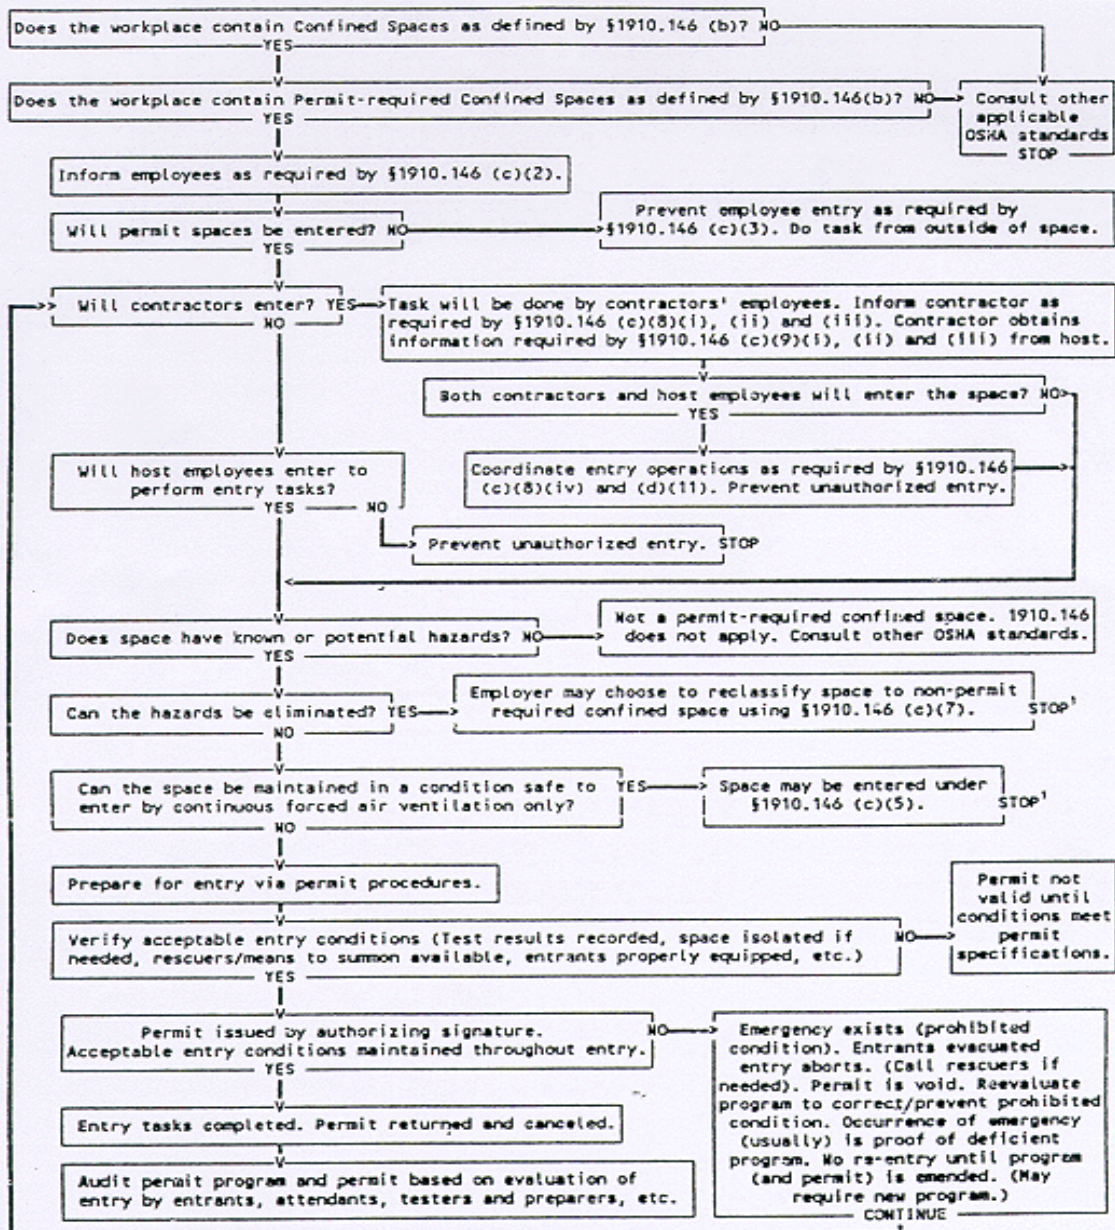 Does the workplace contain Confined Spaces as defined by §1910.146 (b)? NO
YES
Does the workplace contain Permit-required Confined Spaces as defined by §1910.146(b)? NO
YES
Consult other
applicable
OSHA standards
STOP
Inform employees as required by §1910.146 (c)(2).
Will permit spaces be entered? NO
YES
Prevent employee entry as required by
§1910.146 (c)(3). Do task from outside of space.
Will contractors enter? YES
NO
Task will be done by contractors' employees. Inform contractor as
required by §1910.146 (c)(8)(i), (ii) and (iii). Contractor obtains
information required by §1910.146 (c)(9)(i), (ii) and (iii) from host.
Both contractors and host employees will enter the space? NO
YES
Will host employees enter to
perform entry tasks?
YES NO
Coordinate entry operations as required by §1910.146
(c)(8)(iv) and (d)(11). Prevent unauthorized entry.
Prevent unauthorized entry. STOP
Does space have known or potential hazards? NO
YES
Not a permit-required confined space. 1910.146
does not apply. Consult other OSHA standards.
Can the hazards be eliminated? YES
NO
Employer may choose to reclassify space to non-permit
required confined space using §1910.146 (c)(7). STOP¹
Can the space be maintained in a condition safe to YES
enter by continuous forced air ventilation only?
NO
Space may be entered under
§1910.146 (c)(5). STOP¹
Prepare for entry via permit procedures.
Verify acceptable entry conditions (Test results recorded, space isolated if NO
needed, rescuers/means to summon available, entrants properly equipped, etc.)
YES
Permit not
valid until
conditions meet
permit
specifications.
Permit issued by authorizing signature. NO
Acceptable entry conditions maintained throughout entry.
YES
Emergency exists (prohibited
condition). Entrants evacuated
entry aborts. (Call rescuers if
needed). Permit is void. Reevaluate
program to correct/prevent prohibited
condition. Occurrence of emergency
(usually) is proof of deficient
program. No re-entry until program
(and permit) is amended. (May
require new program.)
CONTINUE
Entry tasks completed. Permit returned and canceled.
Audit permit program and permit based on evaluation of
entry by entrants, attendants, testers and preparers, etc.